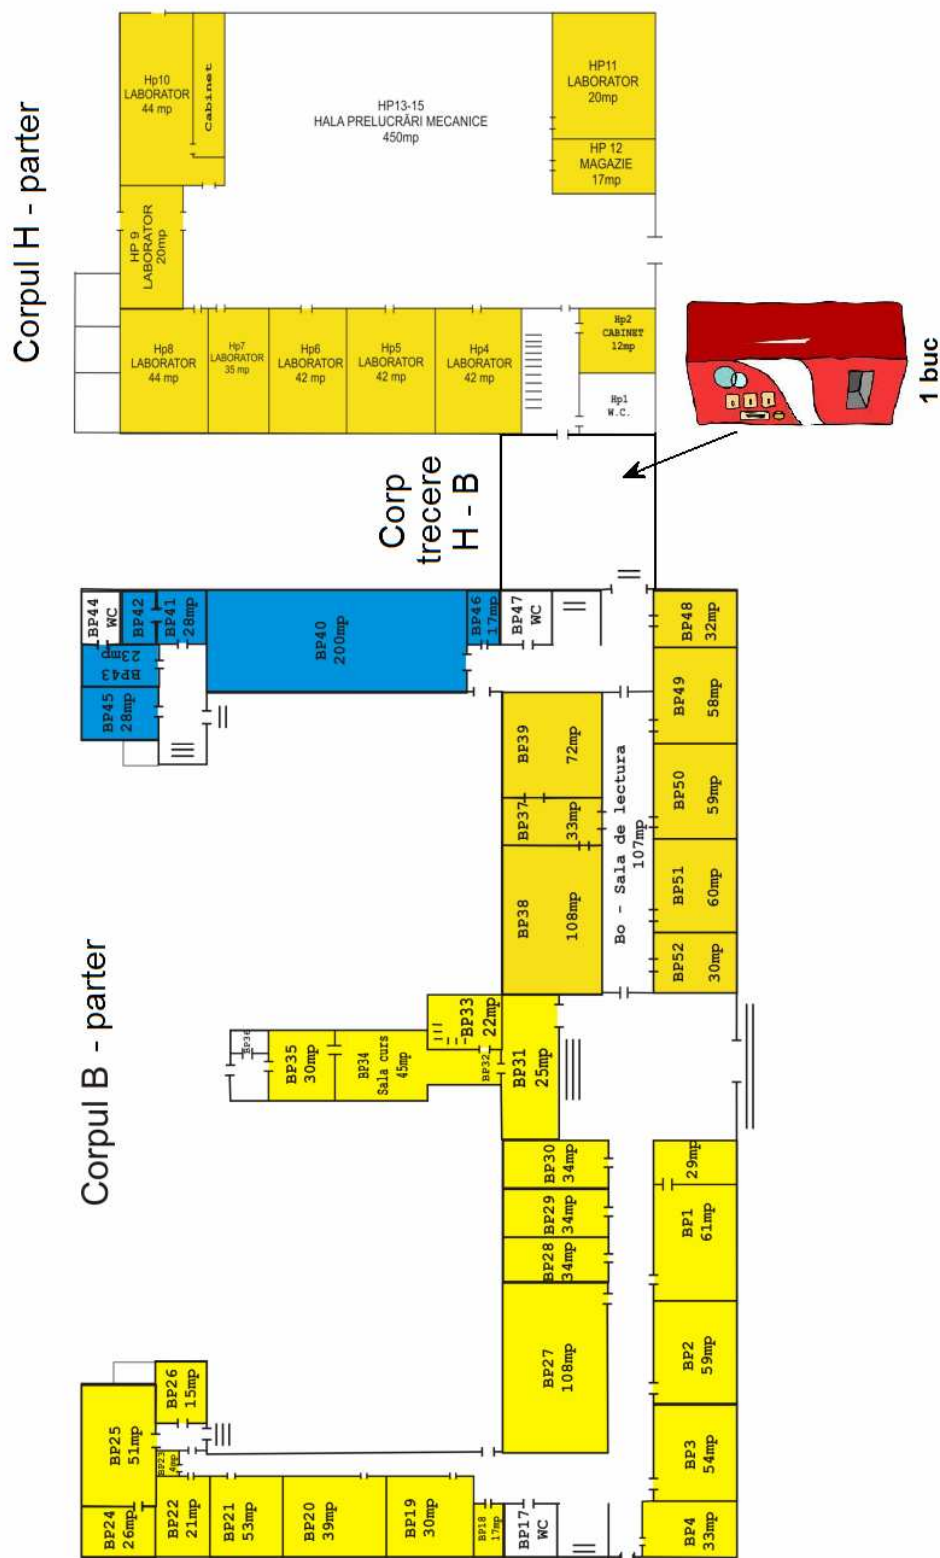 Corpul H - parter
Hp10
LABORATOR
44 mp
Cabinet
HP13-15
HALA PRELUCRĂRI MECANICE
450mp
HP11
LABORATOR
20mp
HP 12
MAGAZIE
17mp
HP 9
LABORATOR
20mp
Hp8
LABORATOR
44 mp
Hp7
LABORATOR
35 mp
Hp6
LABORATOR
42 mp
Hp5
LABORATOR
42 mp
Hp4
LABORATOR
42 mp
Hp2
CABINET
12mp
Hp1
W.C.
1 buc
Corp
trecere
H - B
Corpul B - parter
BP44
WC
BP42
BP41
28mp
BP43
23mp
BP45
28mp
BP40
200mp
BP46
17mp
BP47
WC
BP48
32mp
BP49
58mp
BP50
59mp
BP51
60mp
BP52
30mp
BP39
72mp
BP37
33mp
BP38
108mp
Bo - Sala de lectura
107mp
BP36
BP35
30mp
BP34
Sala curs
45mp
BP33
22mp
BP32
BP31
25mp
BP30
34mp
BP29
34mp
BP28
34mp
BP27
108mp
29mp
BP1
61mp
BP2
59mp
BP3
54mp
BP4
33mp
BP26
15mp
BP25
51mp
BP24
26mp
BP23
4mp
BP22
21mp
BP21
53mp
BP20
39mp
BP19
30mp
BP18
17mp
BP17
WC